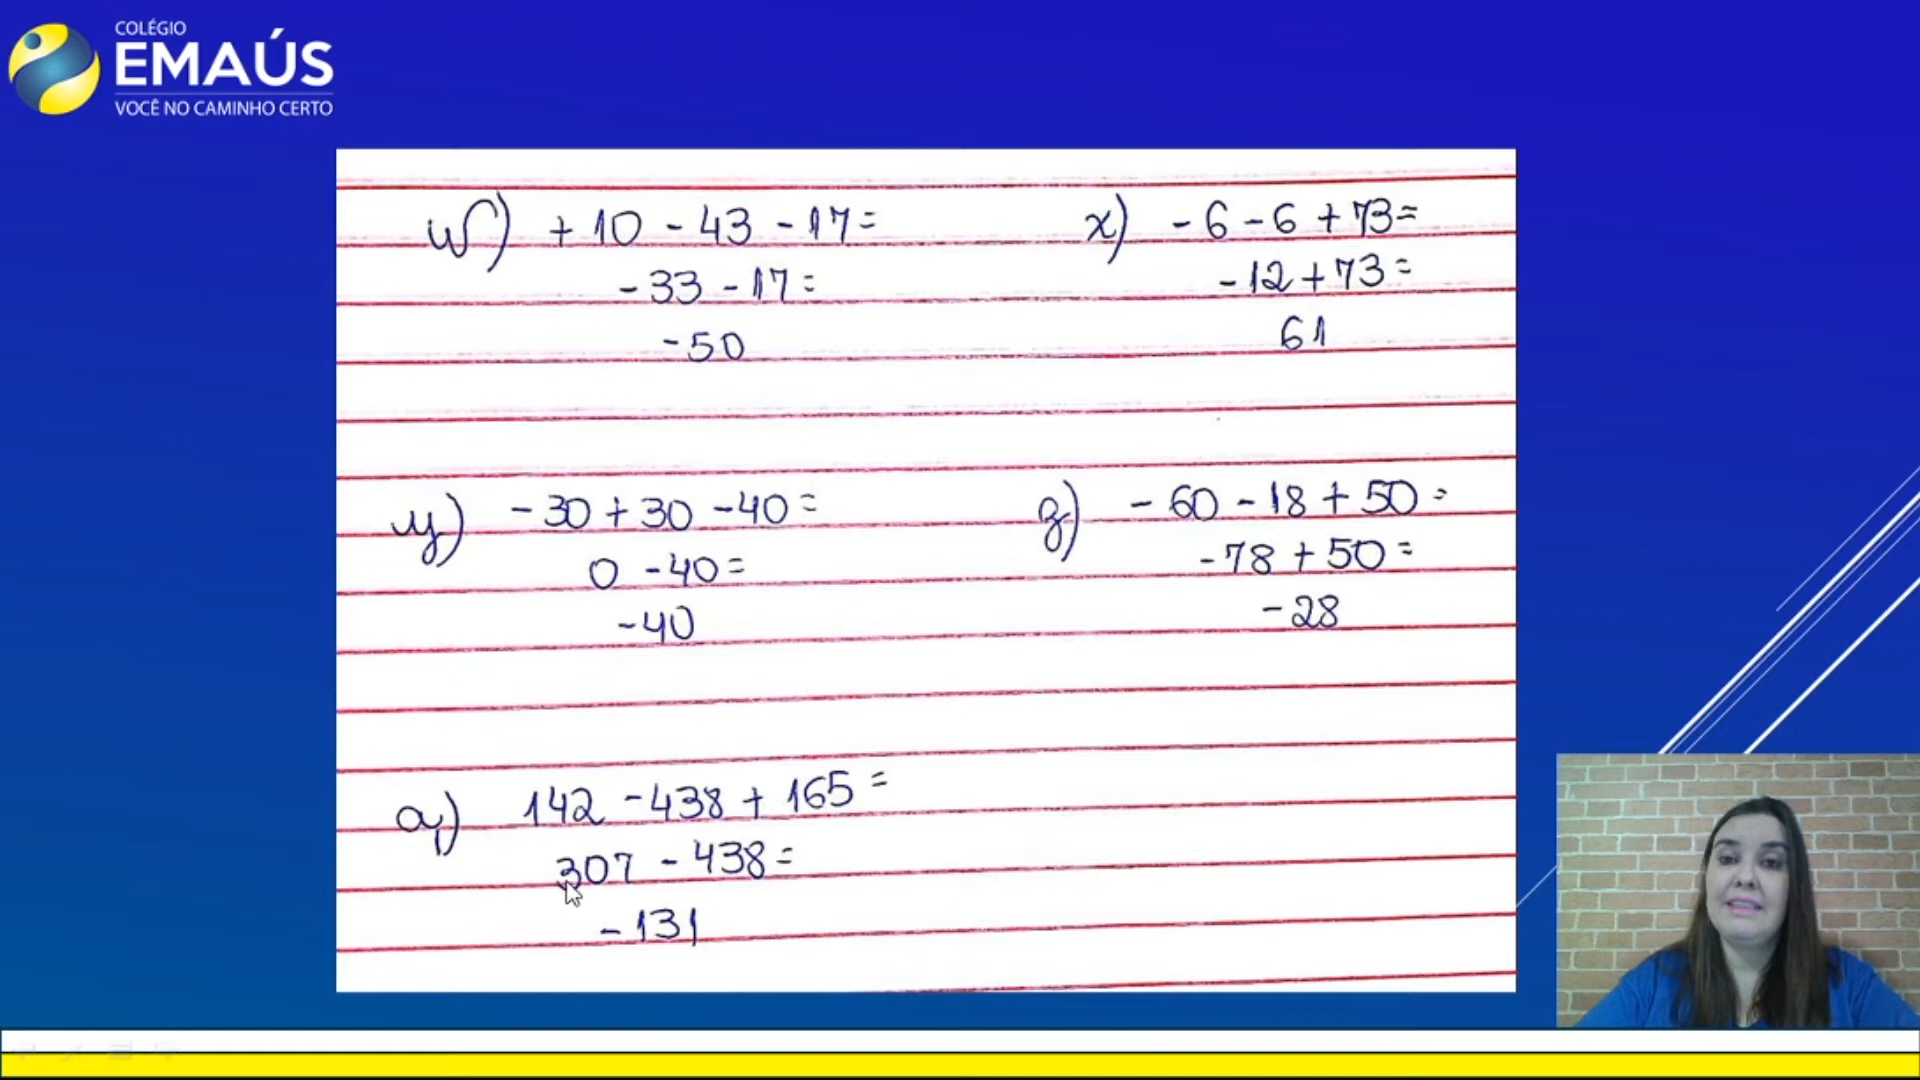 COLÉGIO
EMAÚS
VOCÊ NO CAMINHO CERTO
w) +10 - 43 - 17 =
-33 - 17 =
-50
x) -6 - 6 + 73 =
-12 + 73 =
61
y) -30 + 30 - 40 =
0 - 40 =
-40
z) -60 - 18 + 50 =
-78 + 50 =
-28
a) 142 - 438 + 165 =
307 - 438 =
-131